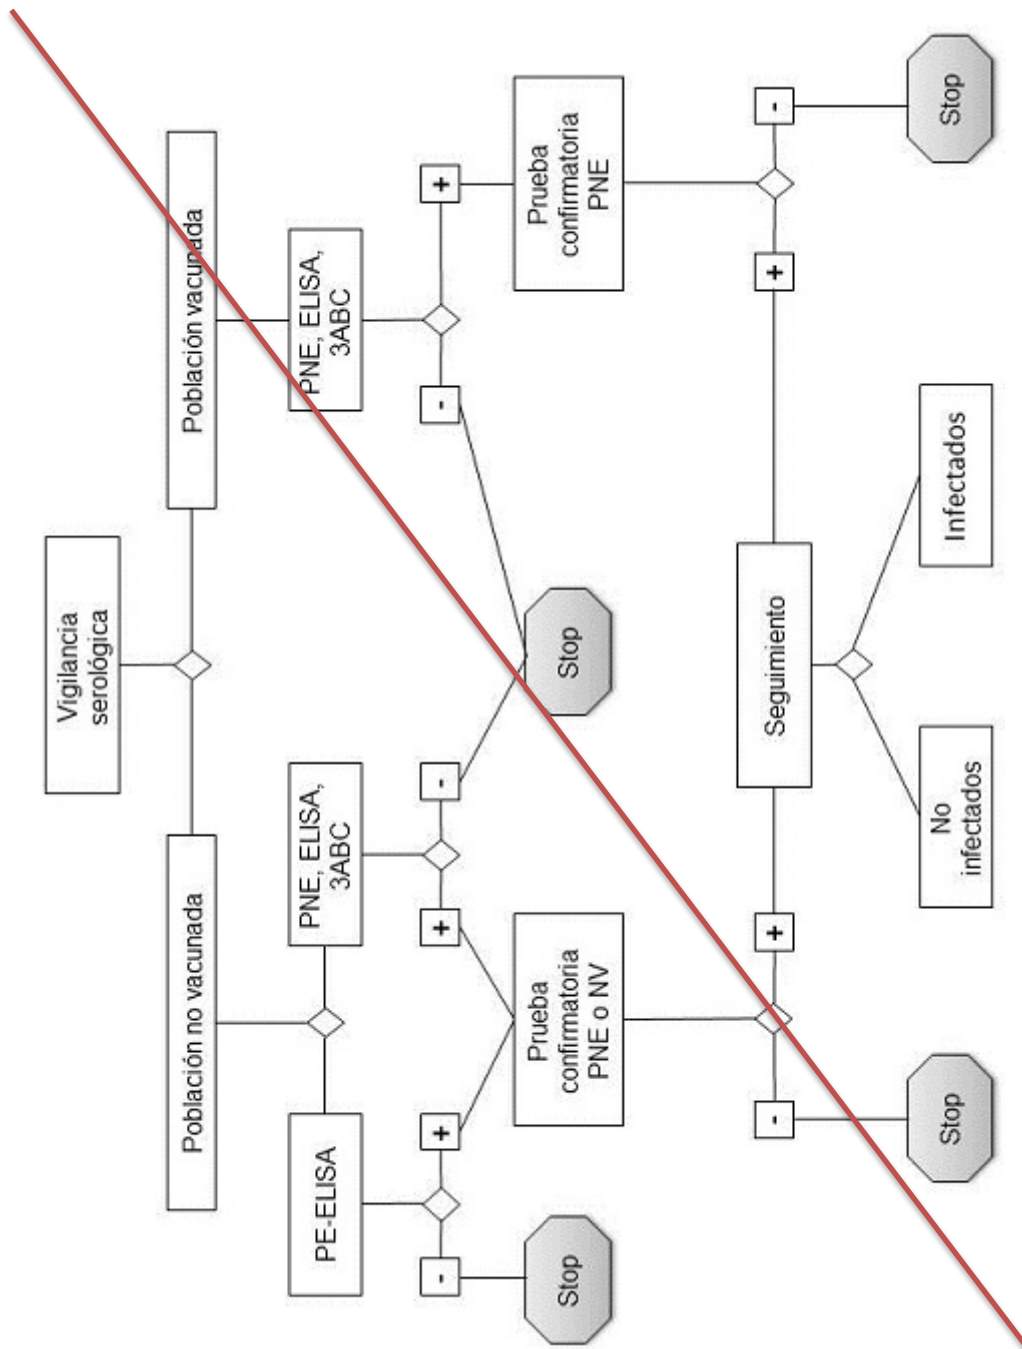 Vigilancia
serológica
Población no vacunada
Población vacunada
PE-ELISA
PNE, ELISA,
3ABC
PNE, ELISA,
3ABC
-
+
+
-
-
+
Stop
Prueba
confirmatoria
PNE o NV
Stop
Prueba
confirmatoria
PNE
-
+
Seguimiento
+
-
Stop
No
infectados
Infectados
Stop